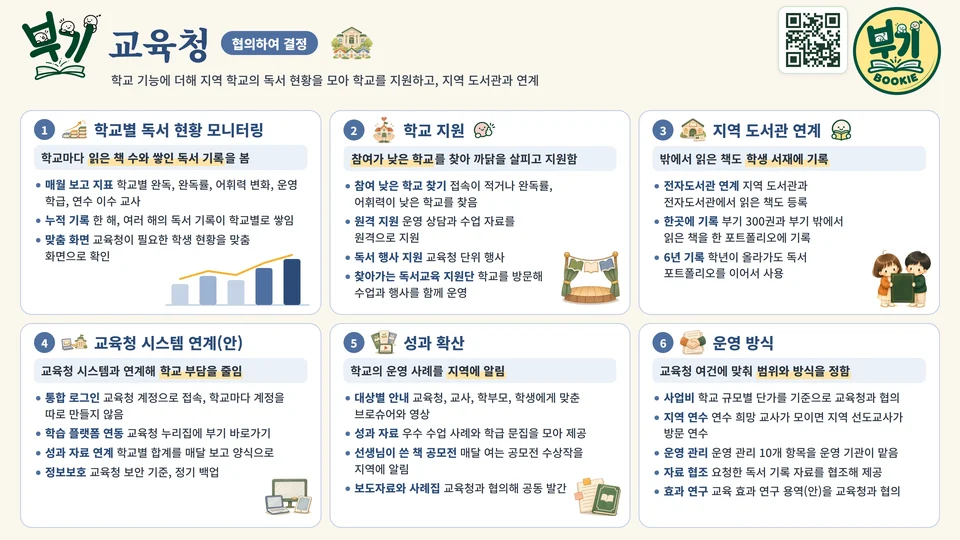 부기
교육청
협의하여 결정
부기
BOOKIE
학교 기능에 더해 지역 학교의 독서 현황을 모아 학교를 지원하고, 지역 도서관과 연계
1
학교별 독서 현황 모니터링
학교마다 읽은 책 수와 쌓인 독서 기록을 봄
• 매월 보고 지표 학교별 완독, 완독률, 어휘력 변화, 운영
학급, 연수 이수 교사
• 누적 기록 한 해, 여러 해의 독서 기록이 학교별로 쌓임
• 맞춤 화면 교육청이 필요한 학생 현황을 맞춤
화면으로 확인
2
학교 지원
참여가 낮은 학교를 찾아 까닭을 살피고 지원함
• 참여 낮은 학교 찾기 접속이 적거나 완독률,
어휘력이 낮은 학교를 찾음
• 원격 지원 운영 상담과 수업 자료를
원격으로 지원
• 독서 행사 지원 교육청 단위 행사
• 찾아가는 독서교육 지원단 학교를 방문해
수업과 행사를 함께 운영
3
지역 도서관 연계
밖에서 읽은 책도 학생 서재에 기록
• 전자도서관 연계 지역 도서관과
전자도서관에서 읽은 책도 등록
• 한곳에 기록 부기 300권과 부기 밖에서
읽은 책을 한 포트폴리오에 기록
• 6년 기록 학년이 올라가도 독서
포트폴리오를 이어서 사용
4
교육청 시스템 연계(안)
교육청 시스템과 연계해 학교 부담을 줄임
• 통합 로그인 교육청 계정으로 접속, 학교마다 계정을
따로 만들지 않음
• 학습 플랫폼 연동 교육청 누리집에 부기 바로가기
• 성과 자료 연계 학교별 합계를 매달 보고 양식으로
• 정보보호 교육청 보안 기준, 정기 백업
5
성과 확산
학교의 운영 사례를 지역에 알림
• 대상별 안내 교육청, 교사, 학부모, 학생에게 맞춘
브로슈어와 영상
• 성과 자료 우수 수업 사례와 학급 문집을 모아 제공
• 선생님이 쓴 책 공모전 매달 여는 공모전 수상작을
지역에 알림
• 보도자료와 사례집 교육청과 협의해 공동 발간
6
운영 방식
교육청 여건에 맞춰 범위와 방식을 정함
• 사업비 학교 규모별 단가를 기준으로 교육청과 협의
• 지역 연수 연수 희망 교사가 모이면 지역 선도교사가
방문 연수
• 운영 관리 운영 관리 10개 항목을 운영 기관이 맡음
• 자료 협조 요청한 독서 기록 자료를 협조해 제공
• 효과 연구 교육 효과 연구 용역(안)을 교육청과 협의